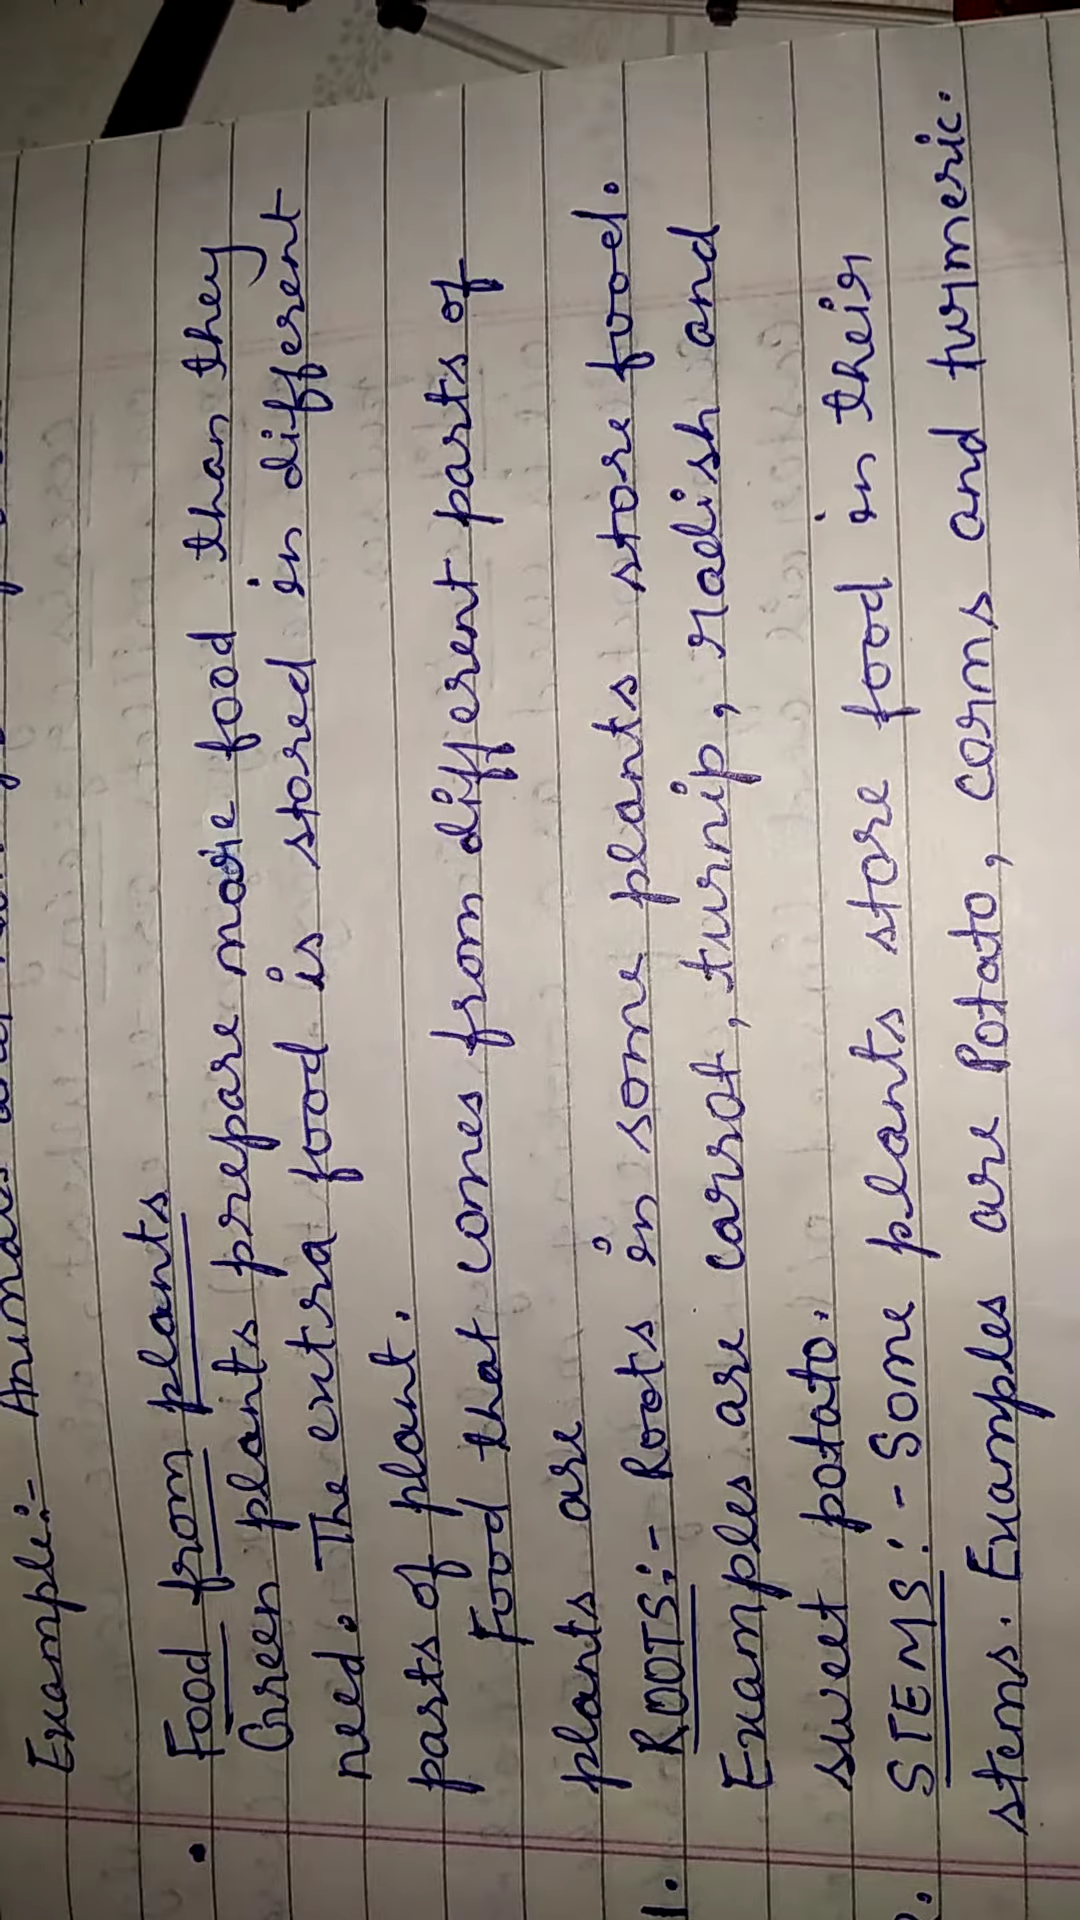 Example:- Animals
• Food from plants
Green plants prepare more food than they
need. The entra food is stored in different
parts of plant.
Food that comes from different parts of
plants are
1. ROOTS:- Roots in some plants store food.
Examples are carrot, turnip, radish and
sweet potato.
2. STEMS:- Some plants store food in their
stems. Examples are Potato, corms and turmeric.